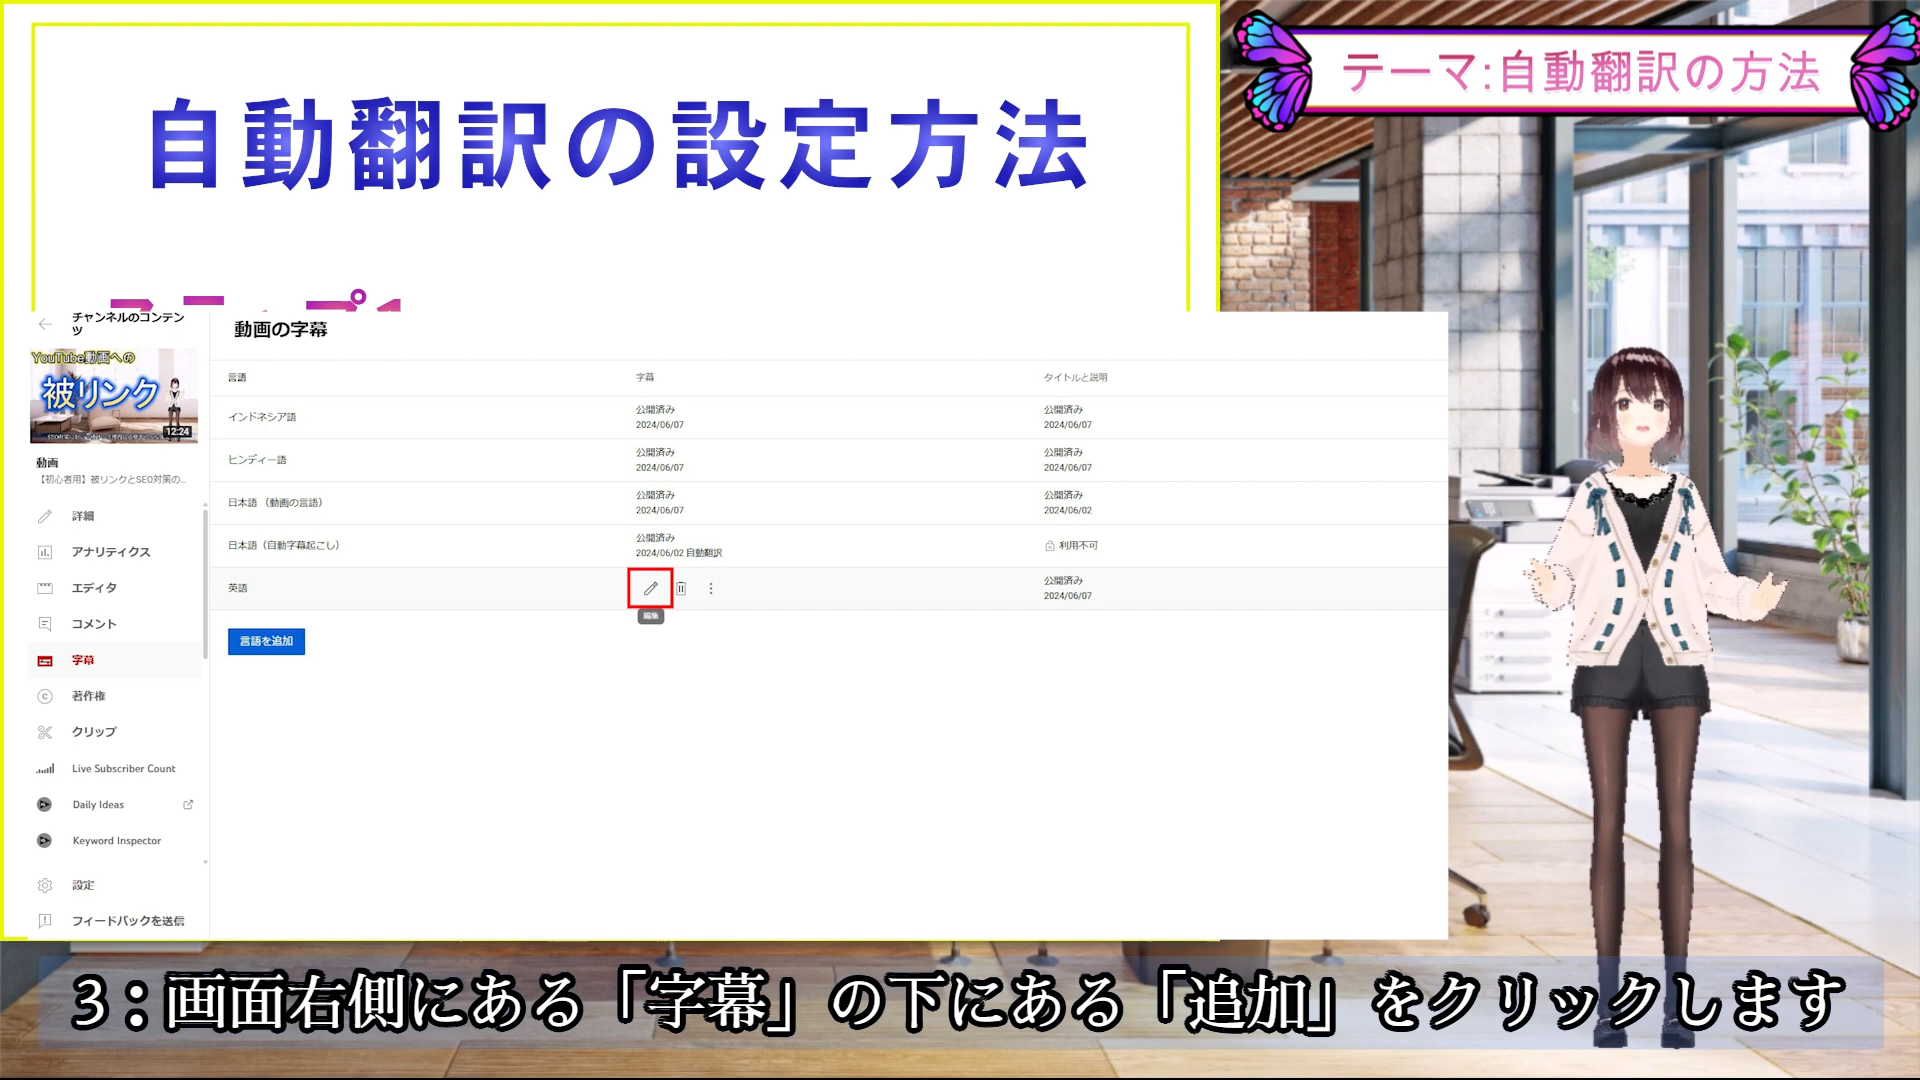 自動翻訳の設定方法
テーマ:自動翻訳の方法
チャンネルのコンテン
ツ
YouTube動画への
被リンク
12:24
動画
【初心者用】被リンクとSEO対策の...
詳細
アナリティクス
エディタ
コメント
字幕
著作権
クリップ
Live Subscriber Count
Daily Ideas
Keyword Inspector
設定
フィードバックを送信
動画の字幕
言語 字幕 タイトルと説明
インドネシア語 公開済み 2024/06/07 公開済み 2024/06/07
ヒンディー語 公開済み 2024/06/07 公開済み 2024/06/07
日本語 (動画の言語) 公開済み 2024/06/07 公開済み 2024/06/02
日本語 (自動字幕起こし) 公開済み 2024/06/02 自動翻訳 利用不可
英語 公開済み 2024/06/07
編集
言語を追加
3：画面右側にある「字幕」の下にある「追加」をクリックします